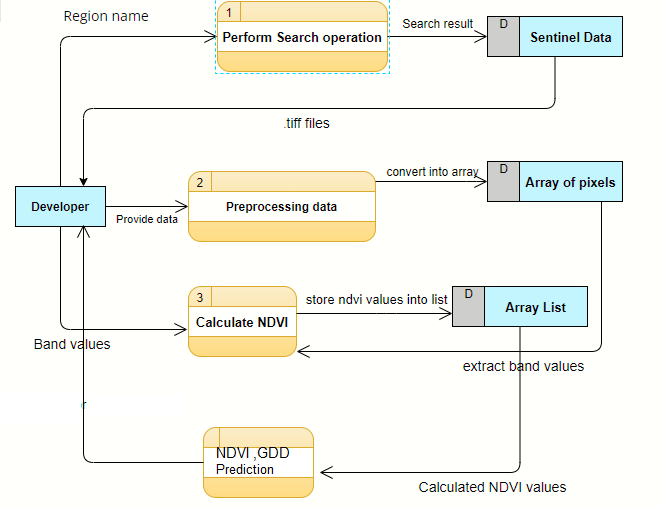 Region name
1
Perform Search operation
Search result
D
Sentinel Data
.tiff files
Developer
Provide data
2
Preprocessing data
convert into array
D
Array of pixels
3
Calculate NDVI
store ndvi values into list
D
Array List
Band values
extract band values
r
NDVI ,GDD
Prediction
Calculated NDVI values